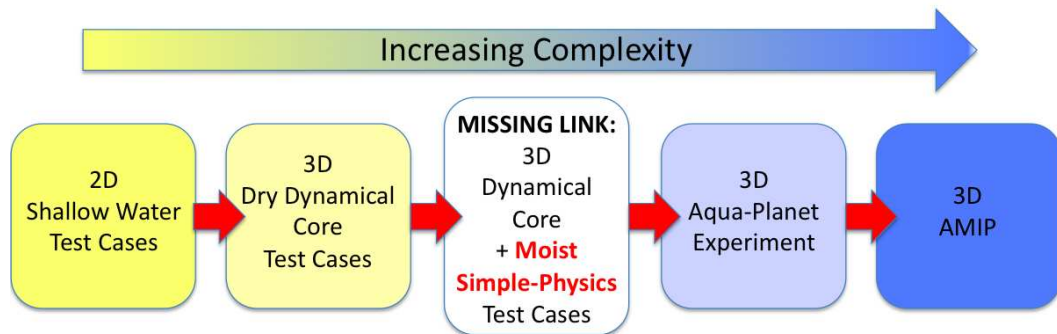 Increasing Complexity
2D
Shallow Water
Test Cases
3D
Dry Dynamical
Core
Test Cases
MISSING LINK:
3D
Dynamical
Core
+ Moist
Simple-Physics
Test Cases
3D
Aqua-Planet
Experiment
3D
AMIP